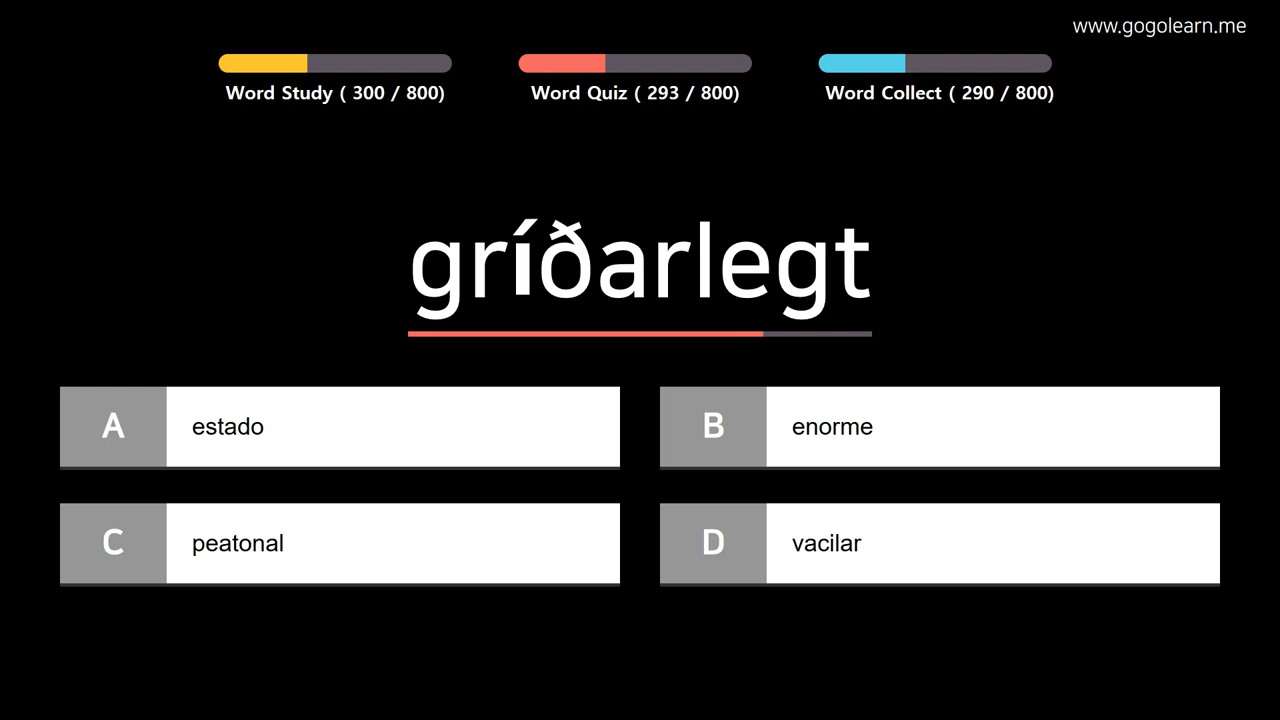 www.gogolearn.me
Word Study ( 300 / 800)
Word Quiz ( 293 / 800)
Word Collect ( 290 / 800)
gríðarlegt
A estado
B enorme
C peatonal
D vacilar